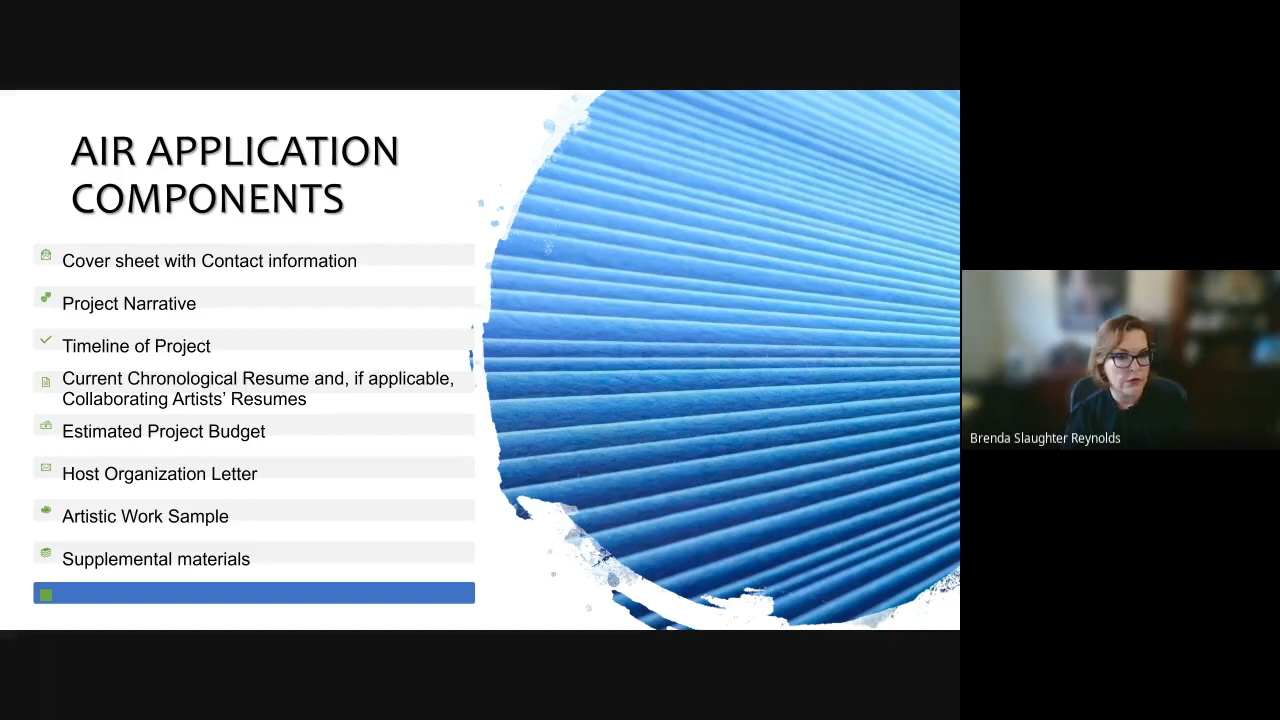 AIR APPLICATION
COMPONENTS
Cover sheet with Contact information
Project Narrative
Timeline of Project
Current Chronological Resume and, if applicable,
Collaborating Artists’ Resumes
Estimated Project Budget
Host Organization Letter
Artistic Work Sample
Supplemental materials
Brenda Slaughter Reynolds